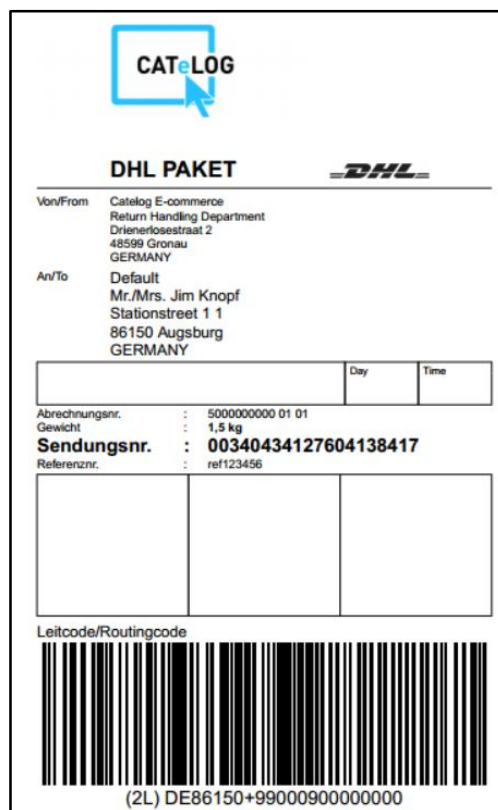 CATeLOG
DHL PAKET
DHL
Von/From Catelog E-commerce
Return Handling Department
Drienerlosestraat 2
48599 Gronau
GERMANY
An/To Default
Mr./Mrs. Jim Knopf
Stationstreet 1 1
86150 Augsburg
GERMANY
Day Time
Abrechnungsnr. : 5000000000 01 01
Gewicht : 1,5 kg
Sendungsnr. : 00340434127604138417
Referenznr. : ref123456
Leitcode/Routingcode
(2L) DE86150+99000900000000